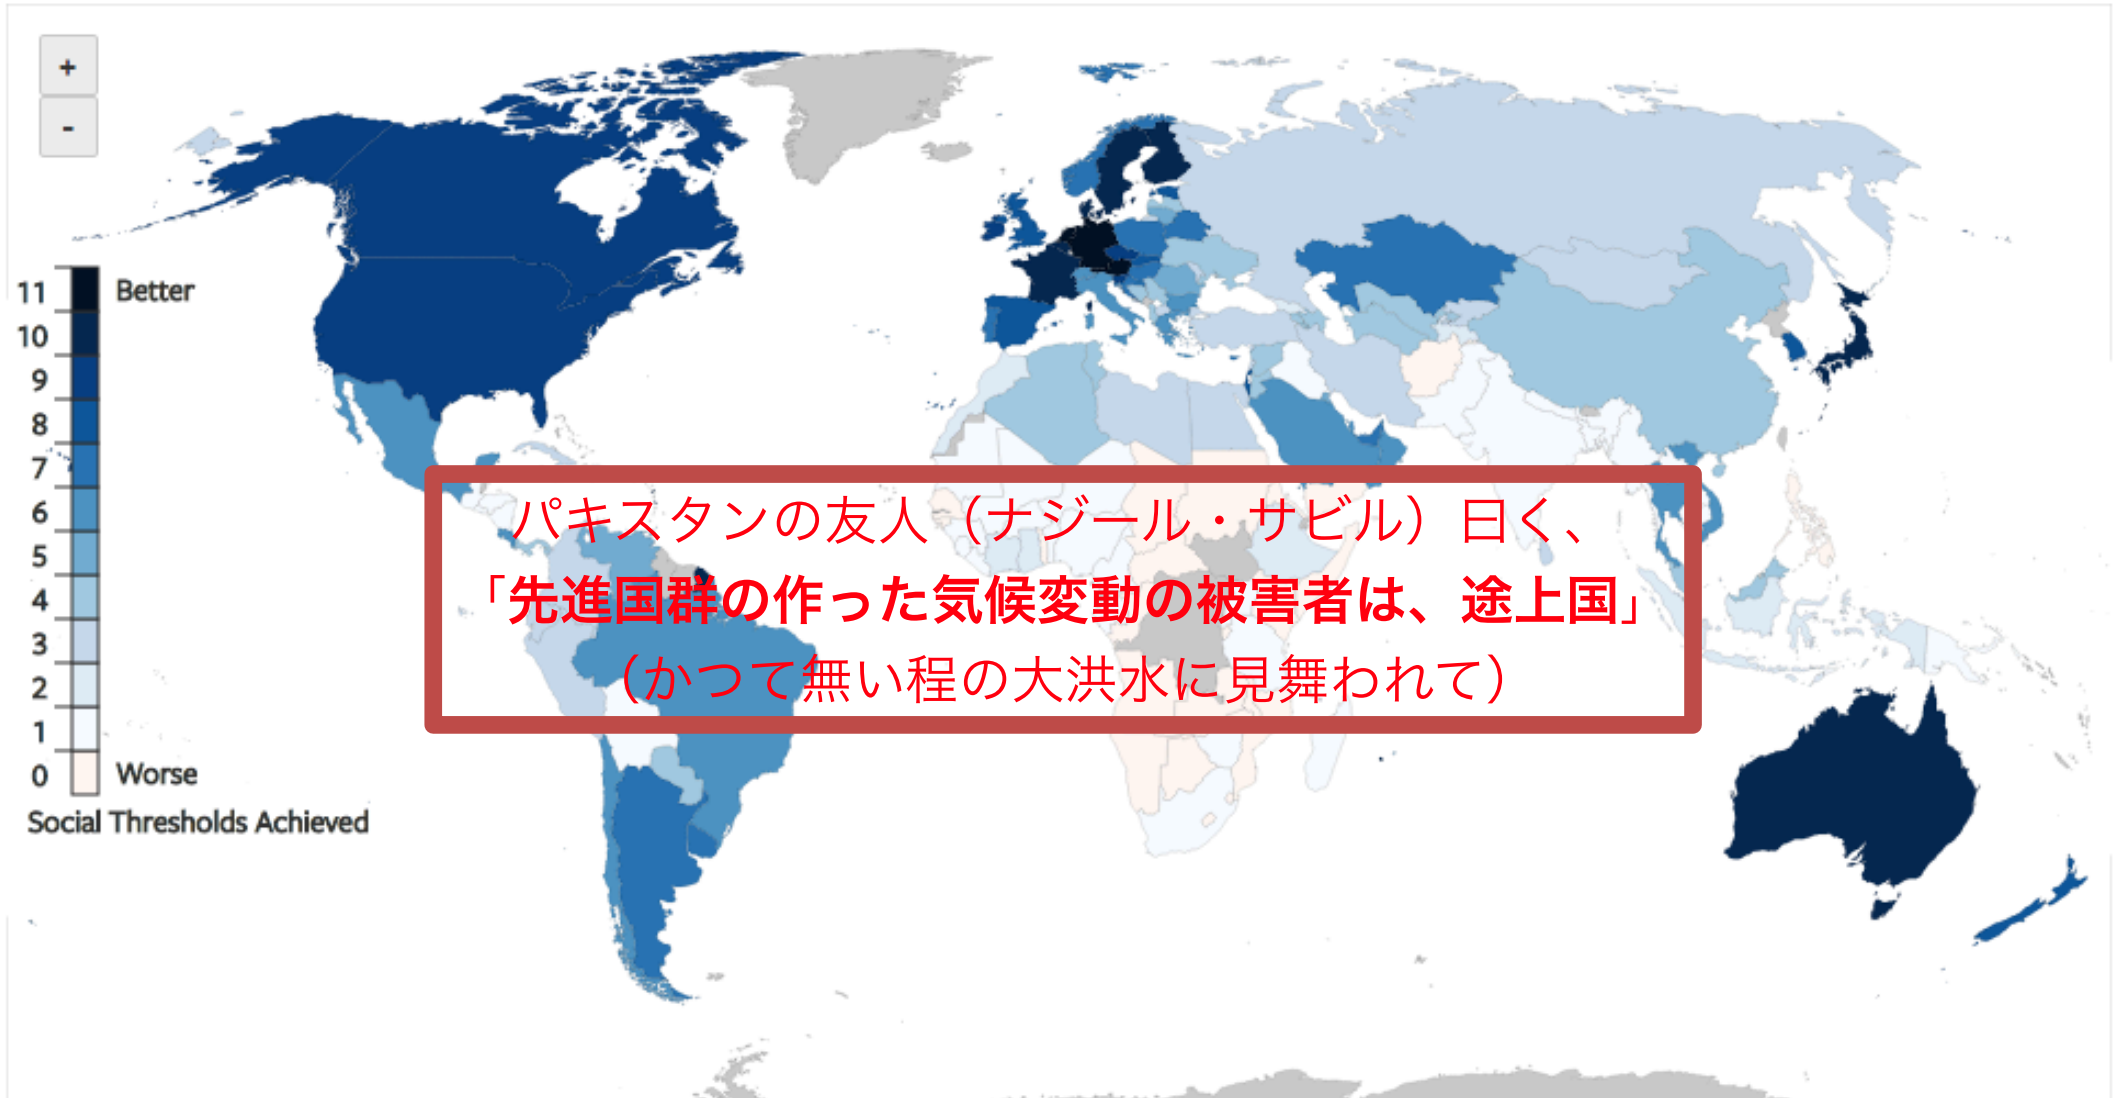 +
-
11 Better
10
9
8
7
6
5
4
3
2
1
0 Worse
Social Thresholds Achieved
パキスタンの友人（ナジール・サビル）曰く、
「先進国群の作った気候変動の被害者は、途上国」
（かつて無い程の大洪水に見舞われて）